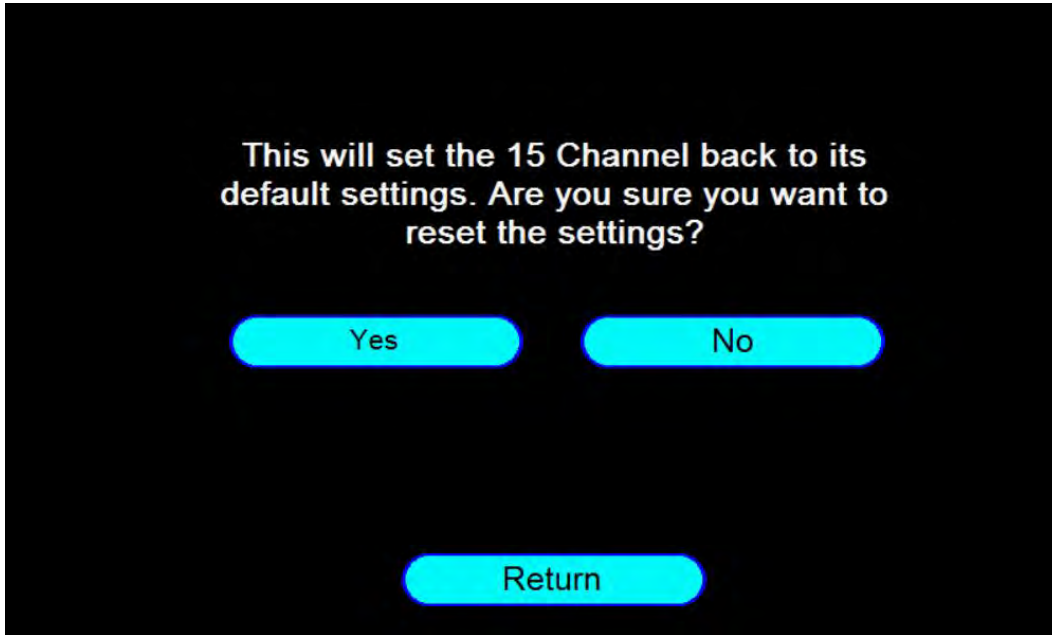 This will set the 15 Channel back to its
default settings. Are you sure you want to
reset the settings?
Yes
No
Return